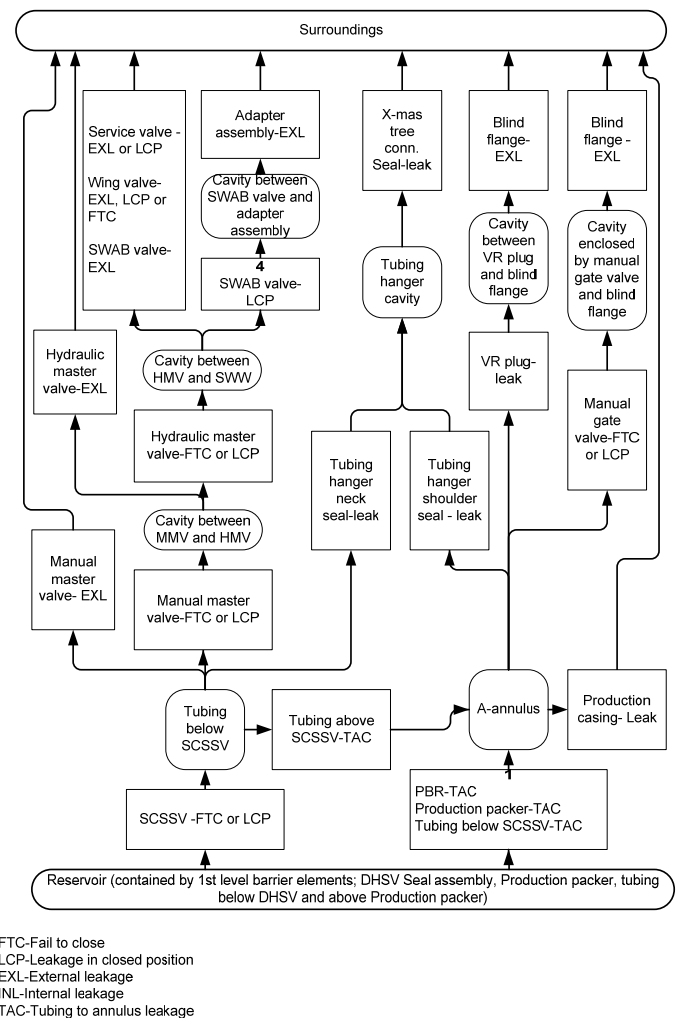 Surroundings
Service valve -
EXL or LCP
Wing valve-
EXL, LCP or
FTC
SWAB valve-
EXL
Adapter
assembly-EXL
X-mas
tree
conn.
Seal-leak
Blind
flange-
EXL
Blind
flange -
EXL
Cavity between
SWAB valve and
adapter
assembly
Cavity
between
VR plug
and blind
flange
Cavity
enclosed by
manual
gate valve
and blind
flange
Tubing
hanger
cavity
4
SWAB valve-
LCP
Hydraulic
master
valve-EXL
Cavity between
HMV and SWW
VR plug-
leak
Manual
gate
valve-FTC
or LCP
Hydraulic master
valve-FTC or LCP
Tubing
hanger
neck
seal-leak
Tubing
hanger
shoulder
seal - leak
Cavity between
MMV and HMV
Manual
master
valve- EXL
Manual master
valve-FTC or LCP
Tubing
below
SCSSV
Tubing above
SCSSV-TAC
A-annulus
Production
casing- Leak
1
SCSSV -FTC or LCP
PBR-TAC
Production packer-TAC
Tubing below SCSSV-TAC
Reservoir (contained by 1st level barrier elements; DHSV Seal assembly, Production packer, tubing
below DHSV and above Production packer)
FTC-Fail to close
LCP-Leakage in closed position
EXL-External leakage
INL-Internal leakage
TAC-Tubing to annulus leakage